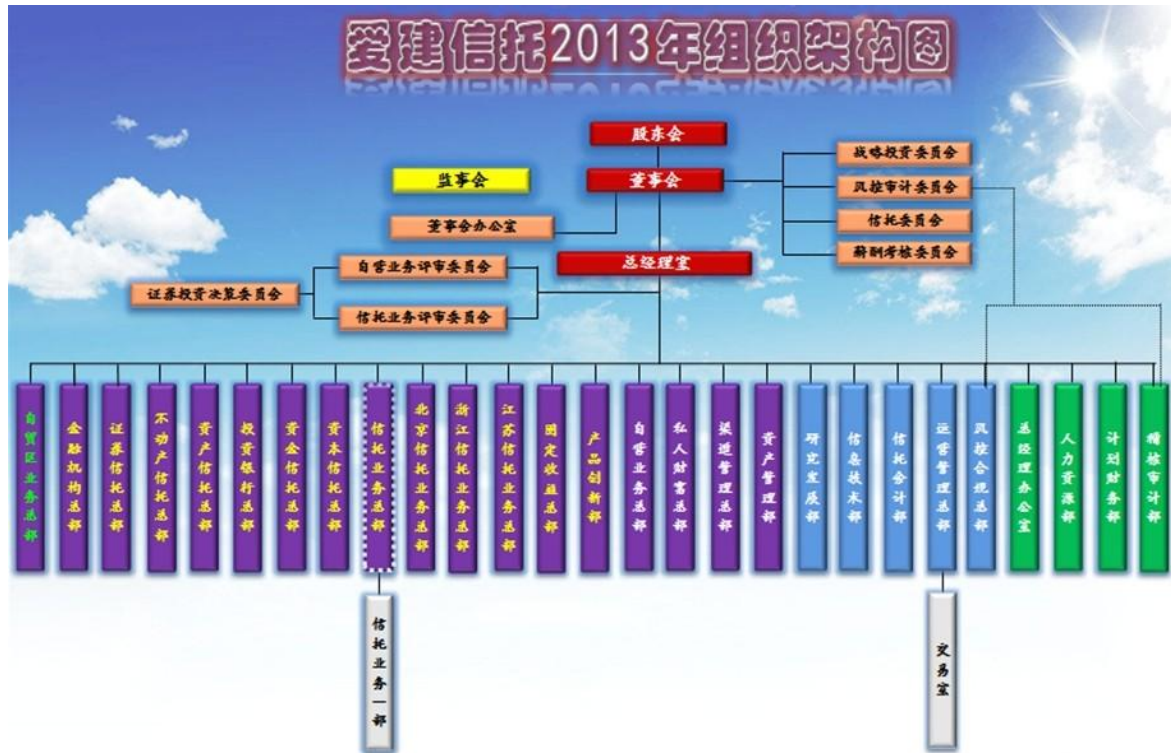 爱建信托2013年组织架构图
股东会
监事会
董事会
战略投资委员会
风控审计委员会
信托委员会
薪酬考核委员会
董事会办公室
总经理室
自营业务评审委员会
证券投资决策委员会
信托业务评审委员会
自贸区业务总部
金融机构总部
证券信托总部
不动产信托总部
资产信托总部
投资银行总部
资金信托总部
资本信托总部
信托业务总部
北京信托业务总部
浙江信托业务总部
江苏信托业务总部
固定收益总部
产品创新部
自营业务总部
私人财富总部
渠道管理总部
资产管理部
研究发展部
信息技术部
信托会计部
运营管理总部
风控合规总部
总经理办公室
人力资源部
计划财务部
稽核审计部
信托业务一部
交易室